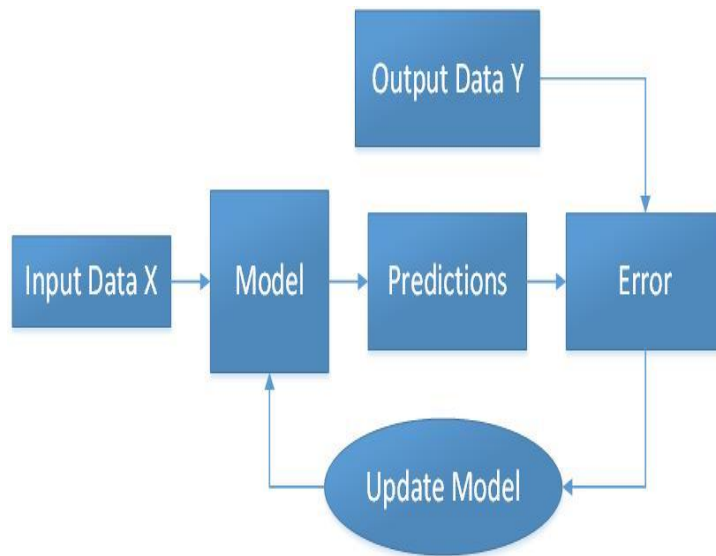 Output Data Y
Input Data X
Model
Predictions
Error
Update Model